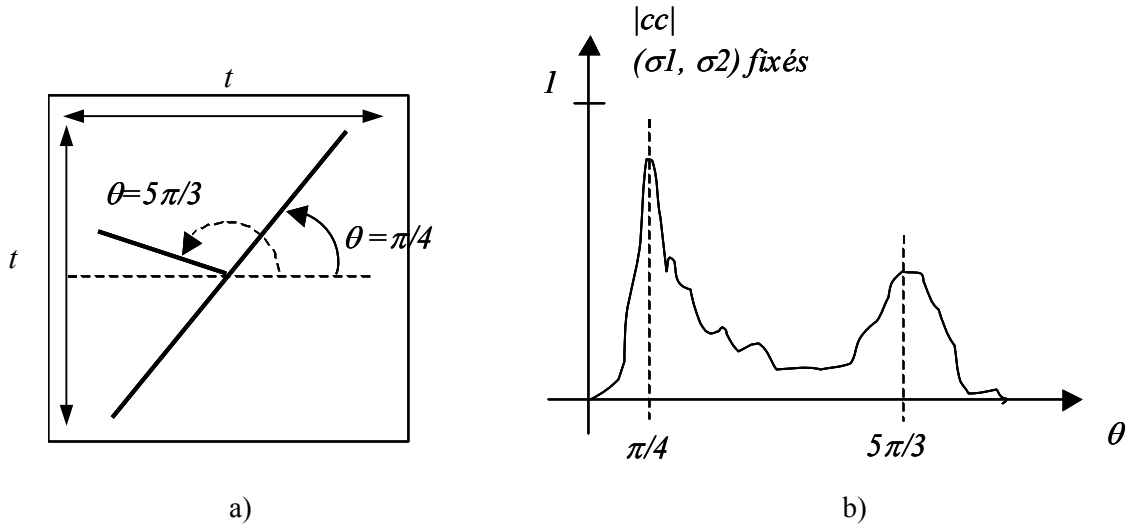 t
t
θ=5π/3
θ = π/4
a)
|cc|
(σ1, σ2) fixés
1
π/4
5π/3
θ
b)